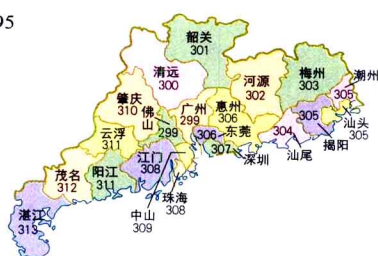 95
韶关
301
清远
300
梅州
303
河源
302
潮州
305
肇庆
310
佛山
299
广州
299
惠州
306
305
汕头
305
云浮
311
306
东莞
304
揭阳
江门
308
307
深圳
汕尾
茂名
312
阳江
311
珠海
308
中山
309
湛江
313